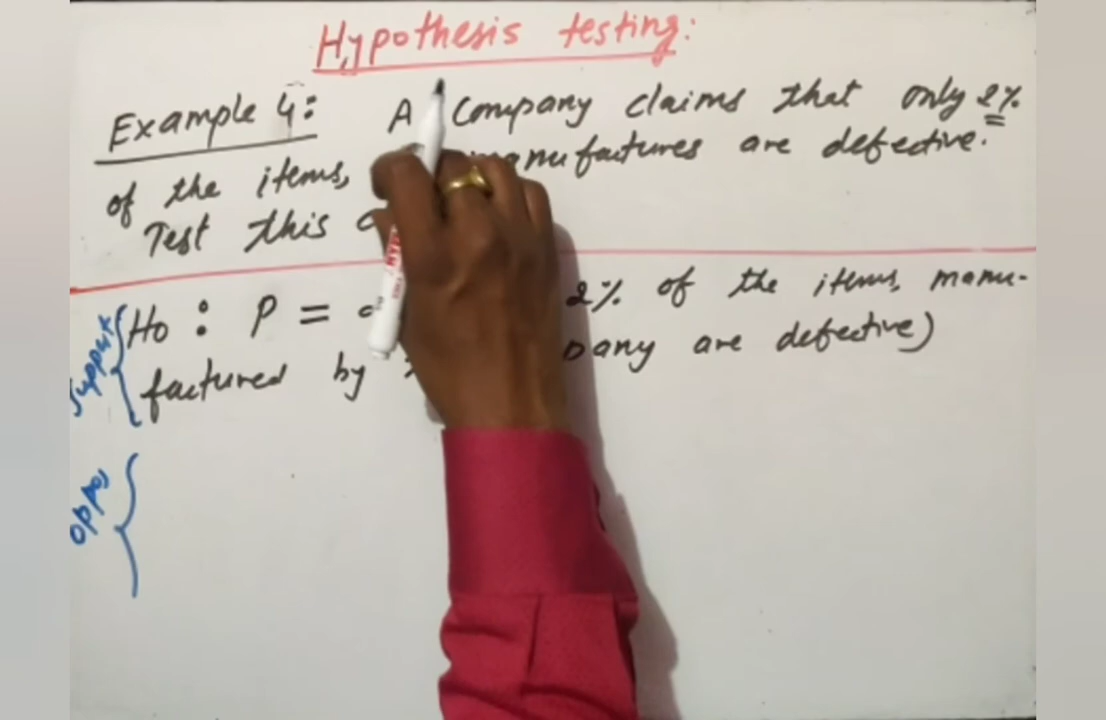 Hypothesis testing:
Example 4: A Company claims that only 2%
of the items, manufactures are defective.
Test this
Ho: P = 2% of the items, manu-
factured by pany are defective)
Support
Oppos